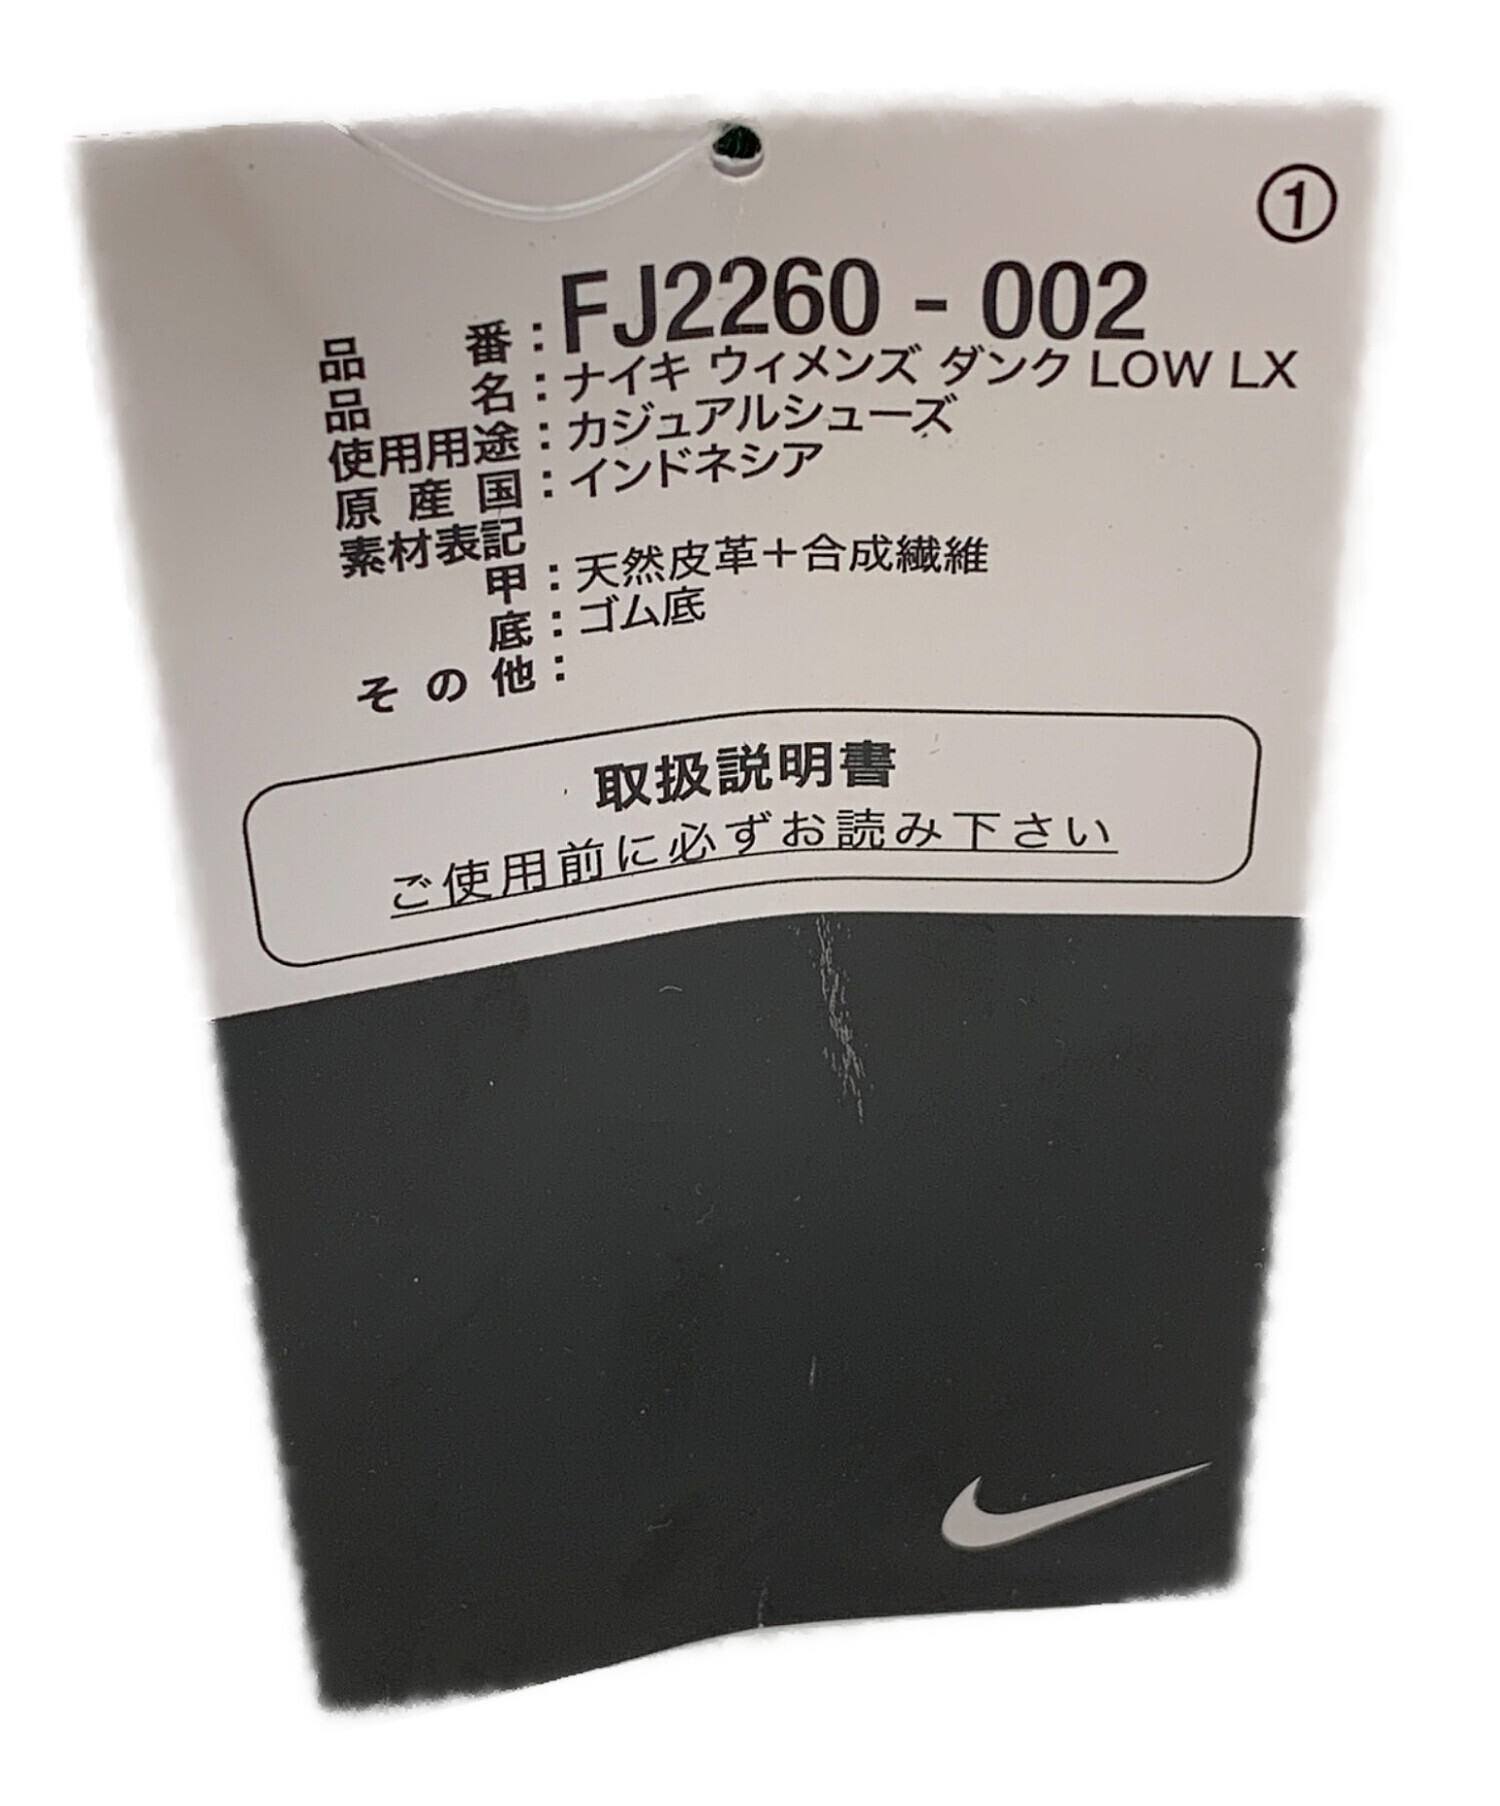 ①
品番：FJ2260 - 002
品名：ナイキ ウィメンズ ダンク LOW LX
使用用途：カジュアルシューズ
原産国：インドネシア
素材表記
甲：天然皮革＋合成繊維
底：ゴム底
その他：
取扱説明書
ご使用前に必ずお読み下さい